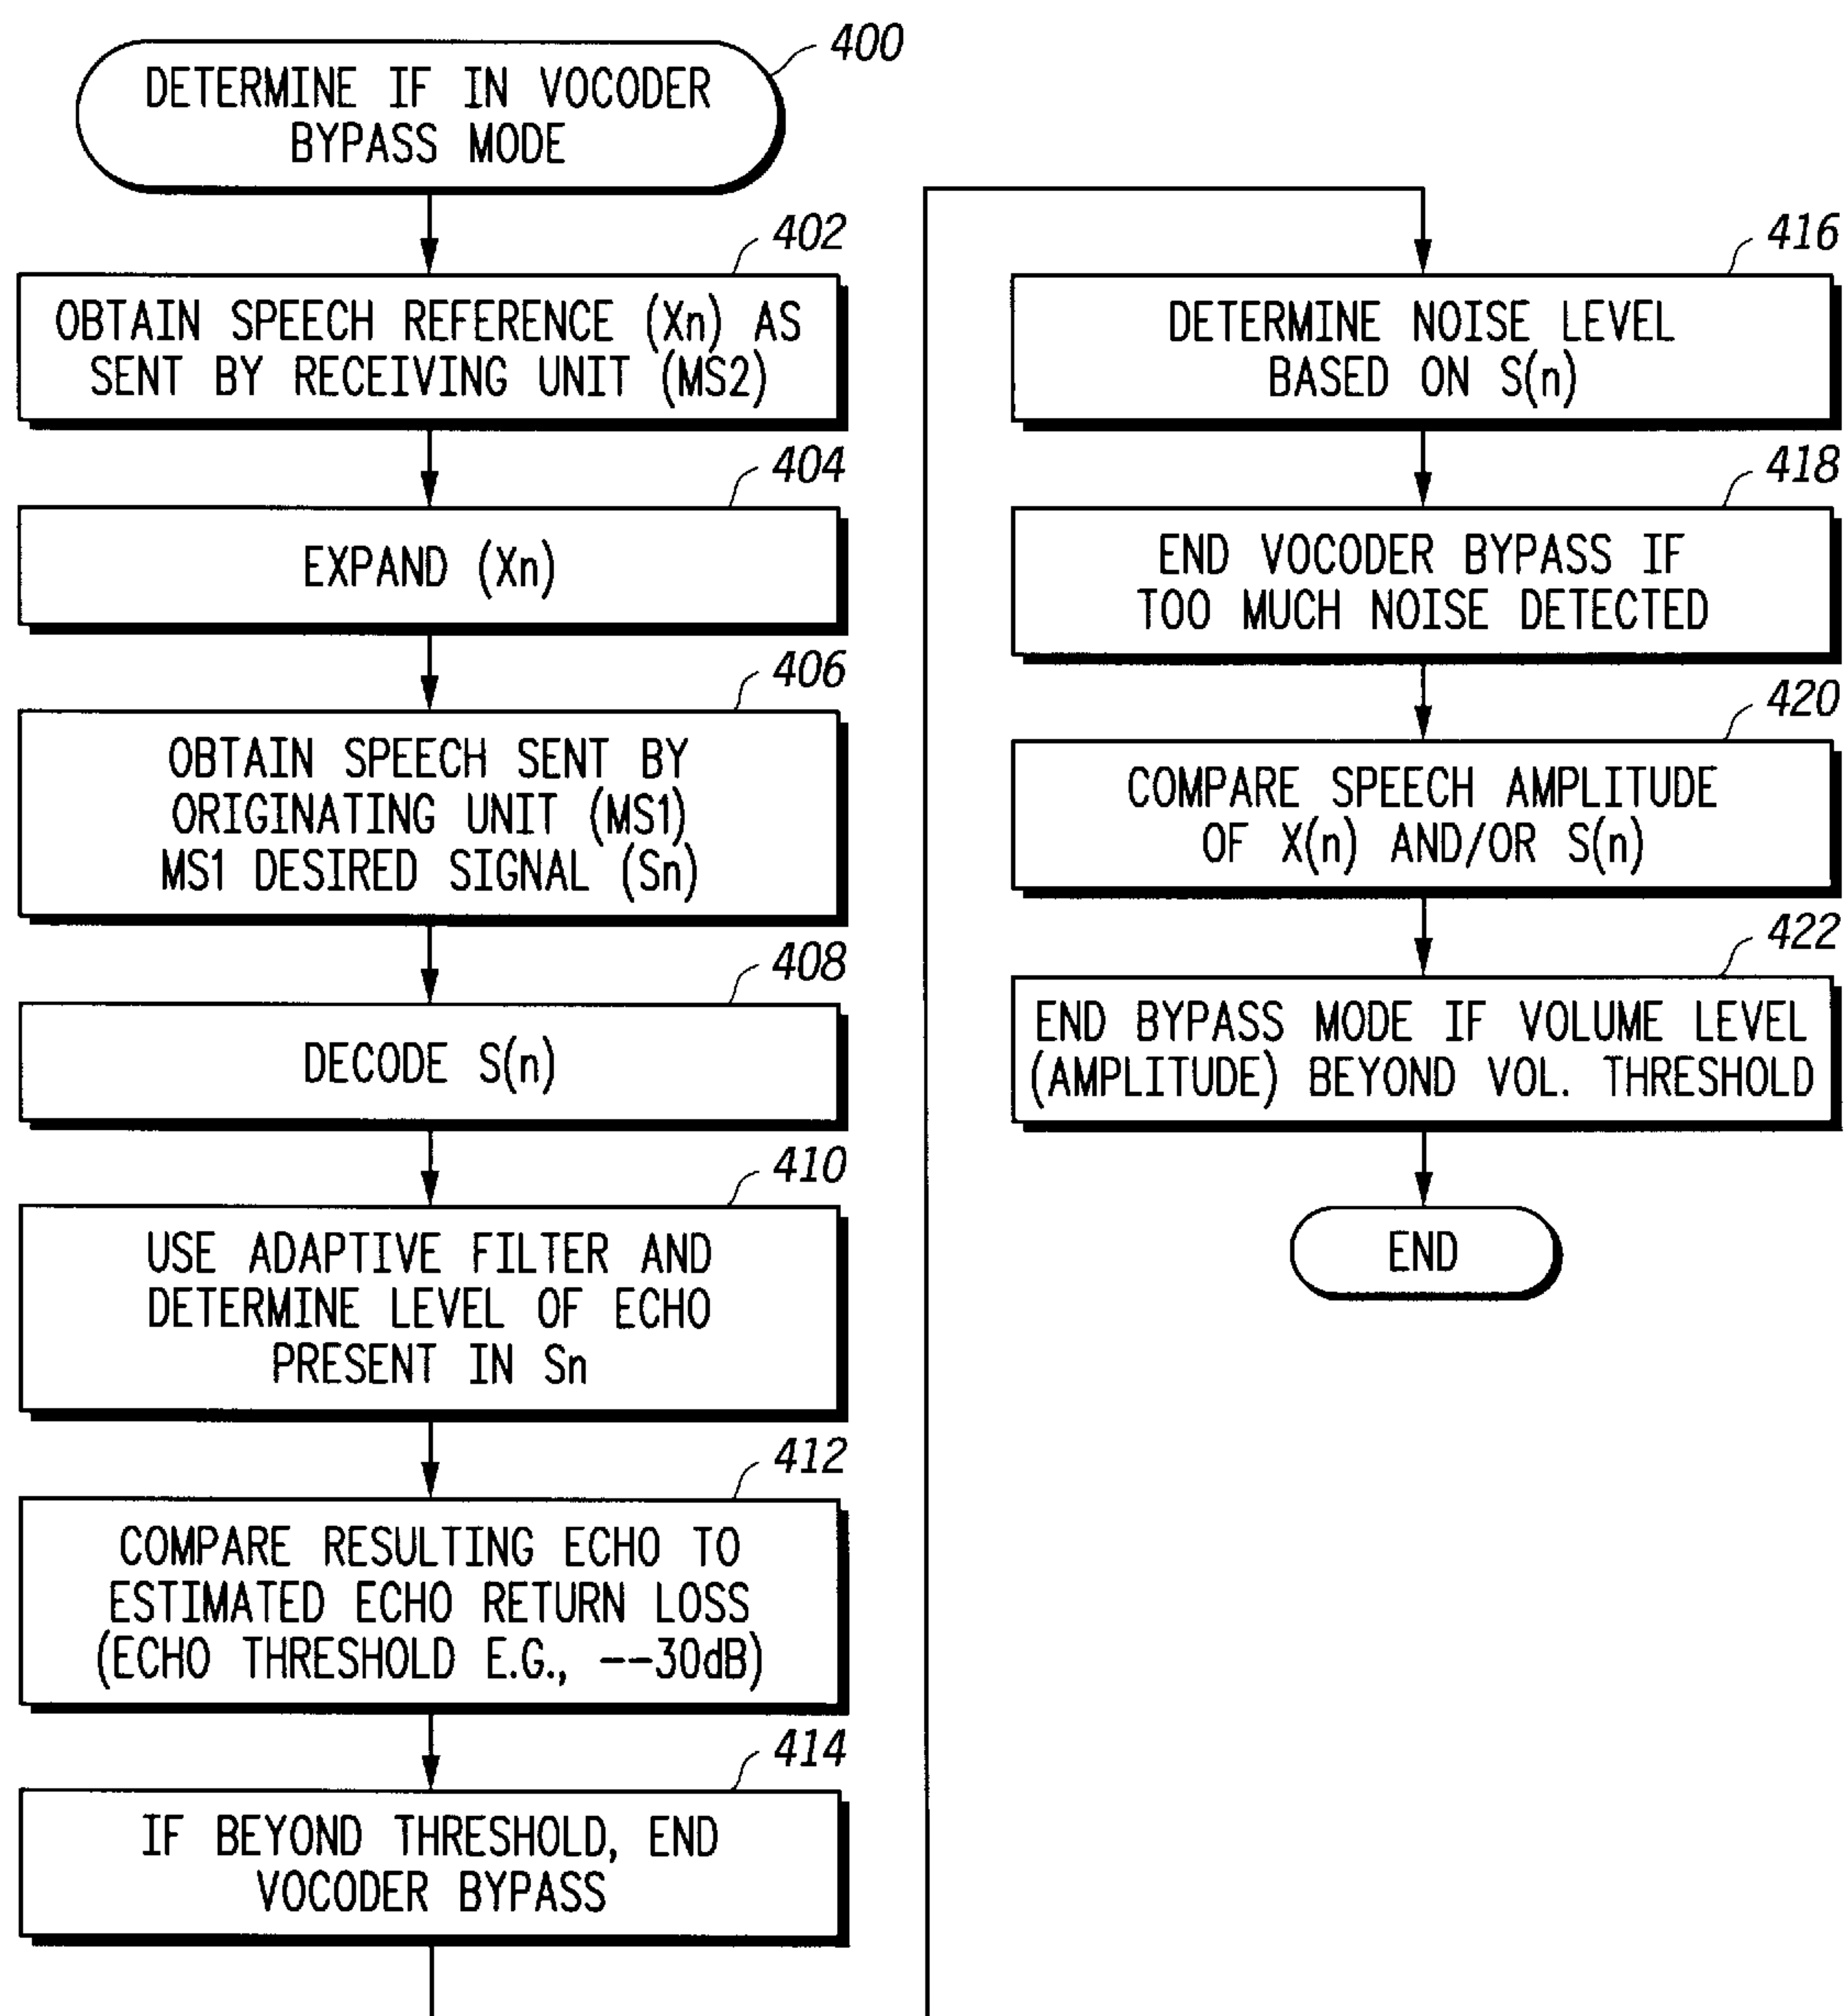 400
DETERMINE IF IN VOCODER
BYPASS MODE
402
OBTAIN SPEECH REFERENCE (Xn) AS
SENT BY RECEIVING UNIT (MS2)
404
EXPAND (Xn)
406
OBTAIN SPEECH SENT BY
ORIGINATING UNIT (MS1)
MS1 DESIRED SIGNAL (Sn)
408
DECODE S(n)
410
USE ADAPTIVE FILTER AND
DETERMINE LEVEL OF ECHO
PRESENT IN Sn
412
COMPARE RESULTING ECHO TO
ESTIMATED ECHO RETURN LOSS
(ECHO THRESHOLD E.G., --30dB)
414
IF BEYOND THRESHOLD, END
VOCODER BYPASS
416
DETERMINE NOISE LEVEL
BASED ON S(n)
418
END VOCODER BYPASS IF
TOO MUCH NOISE DETECTED
420
COMPARE SPEECH AMPLITUDE
OF X(n) AND/OR S(n)
422
END BYPASS MODE IF VOLUME LEVEL
(AMPLITUDE) BEYOND VOL. THRESHOLD
END